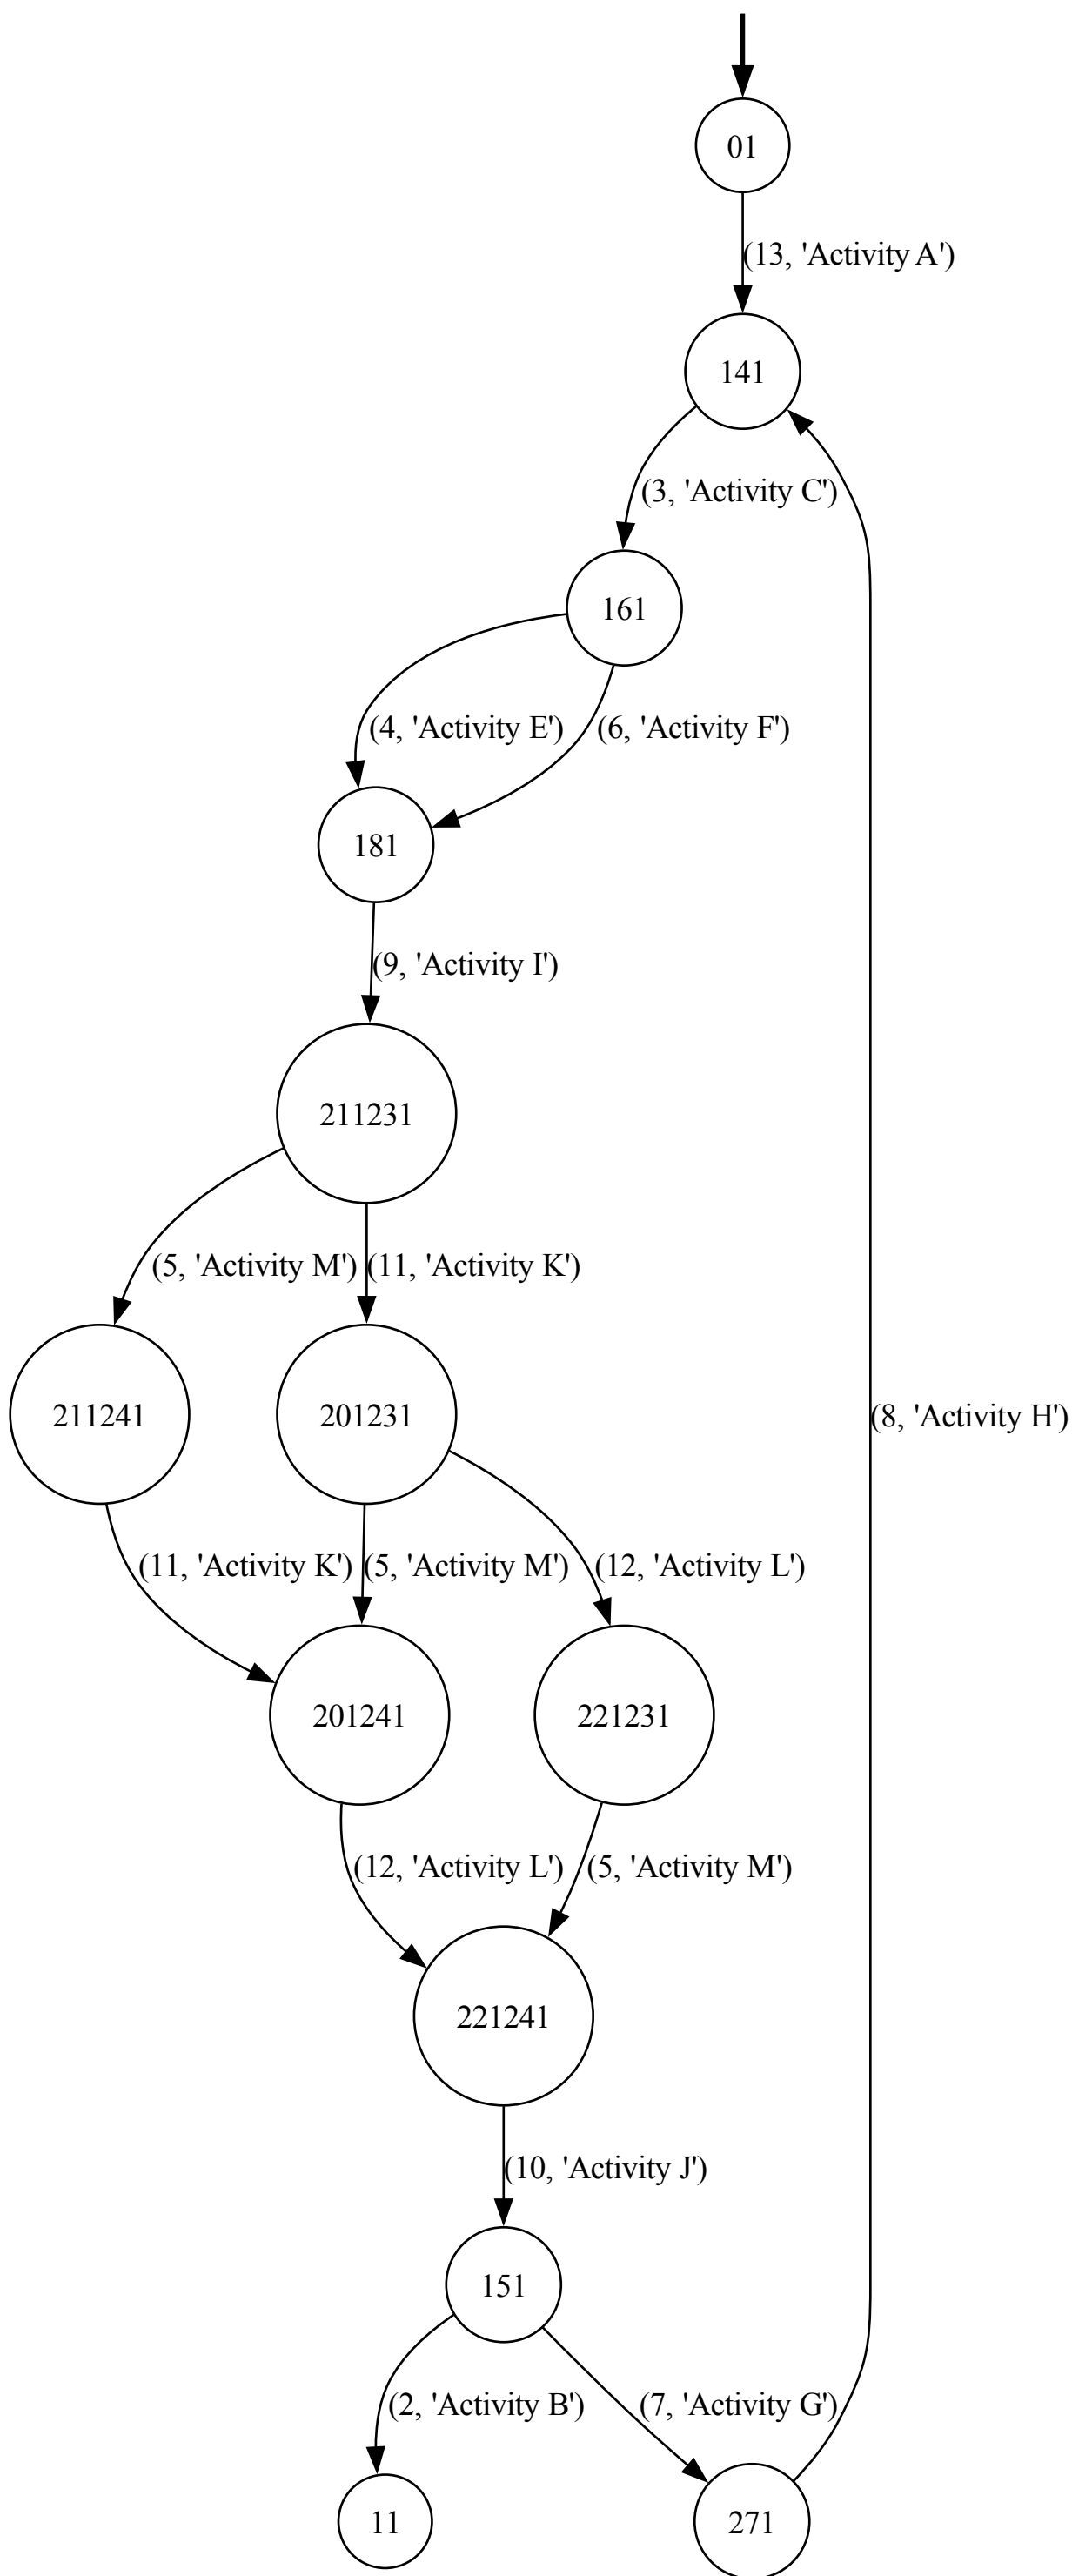 01
(13, 'Activity A')
141
(3, 'Activity C')
161
(4, 'Activity E')
(6, 'Activity F')
181
(9, 'Activity I')
211231
(5, 'Activity M')
(11, 'Activity K')
211241
201231
(8, 'Activity H')
(11, 'Activity K')
(5, 'Activity M')
(12, 'Activity L')
201241
221231
(12, 'Activity L')
(5, 'Activity M')
221241
(10, 'Activity J')
151
(2, 'Activity B')
(7, 'Activity G')
11
271